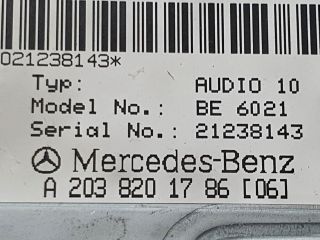 021238143*
Typ: AUDIO 10
Model No.: BE 6021
Serial No.: 21238143
Mercedes-Benz
A 203 820 17 86 [06]